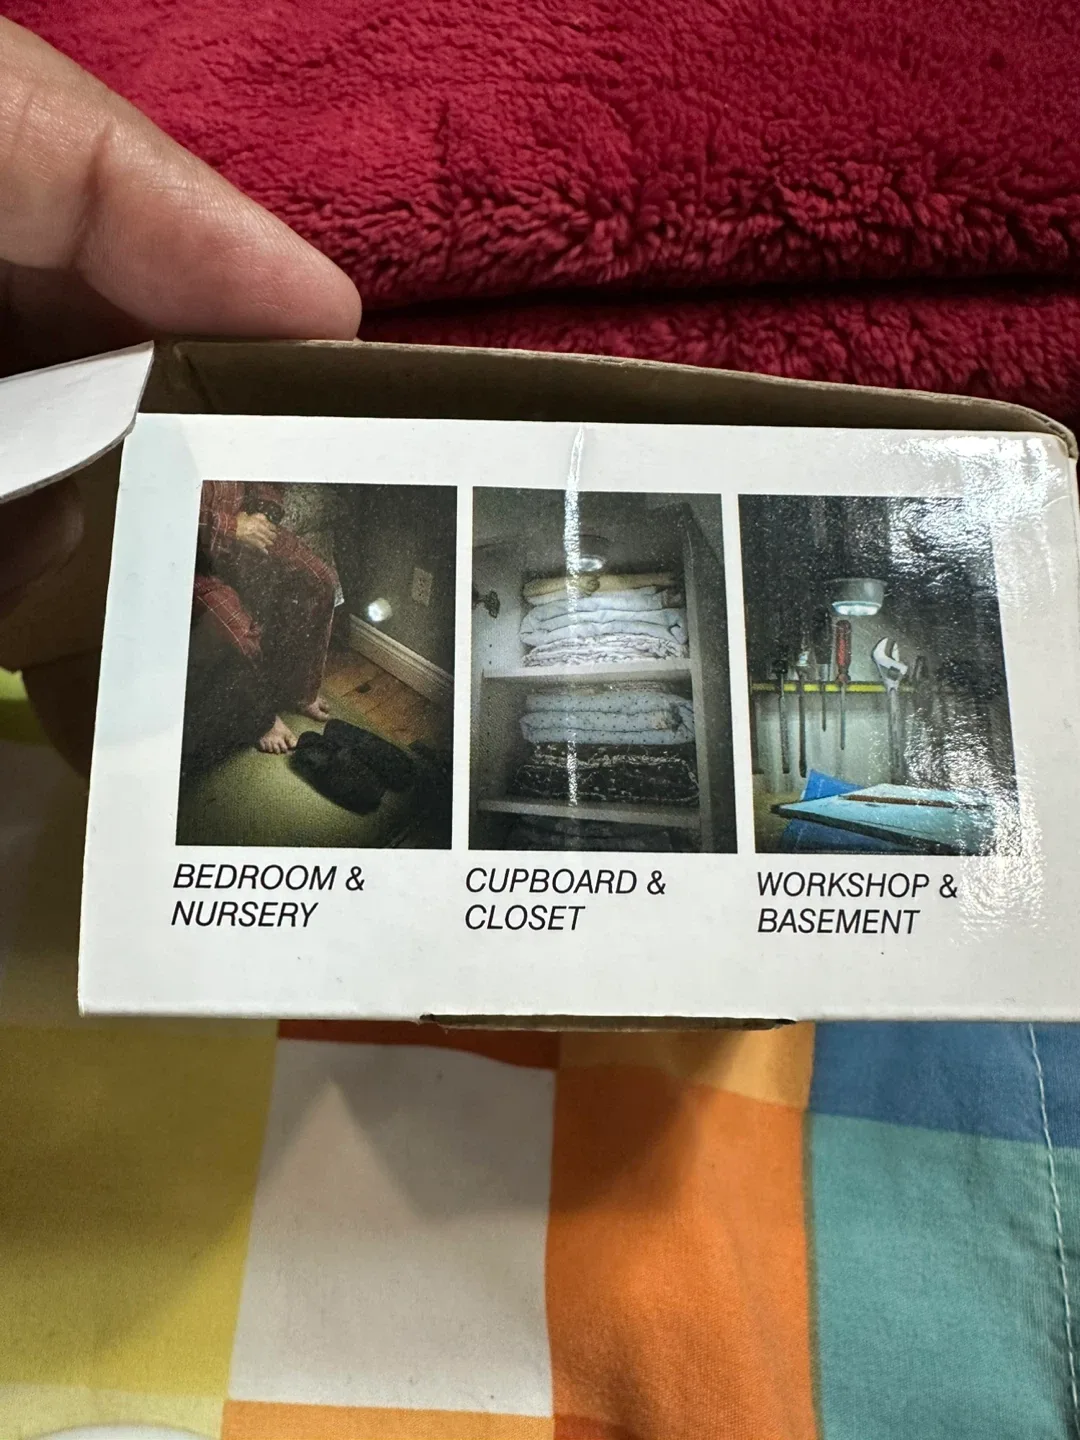 BEDROOM &
NURSERY
CUPBOARD &
CLOSET
WORKSHOP &
BASEMENT